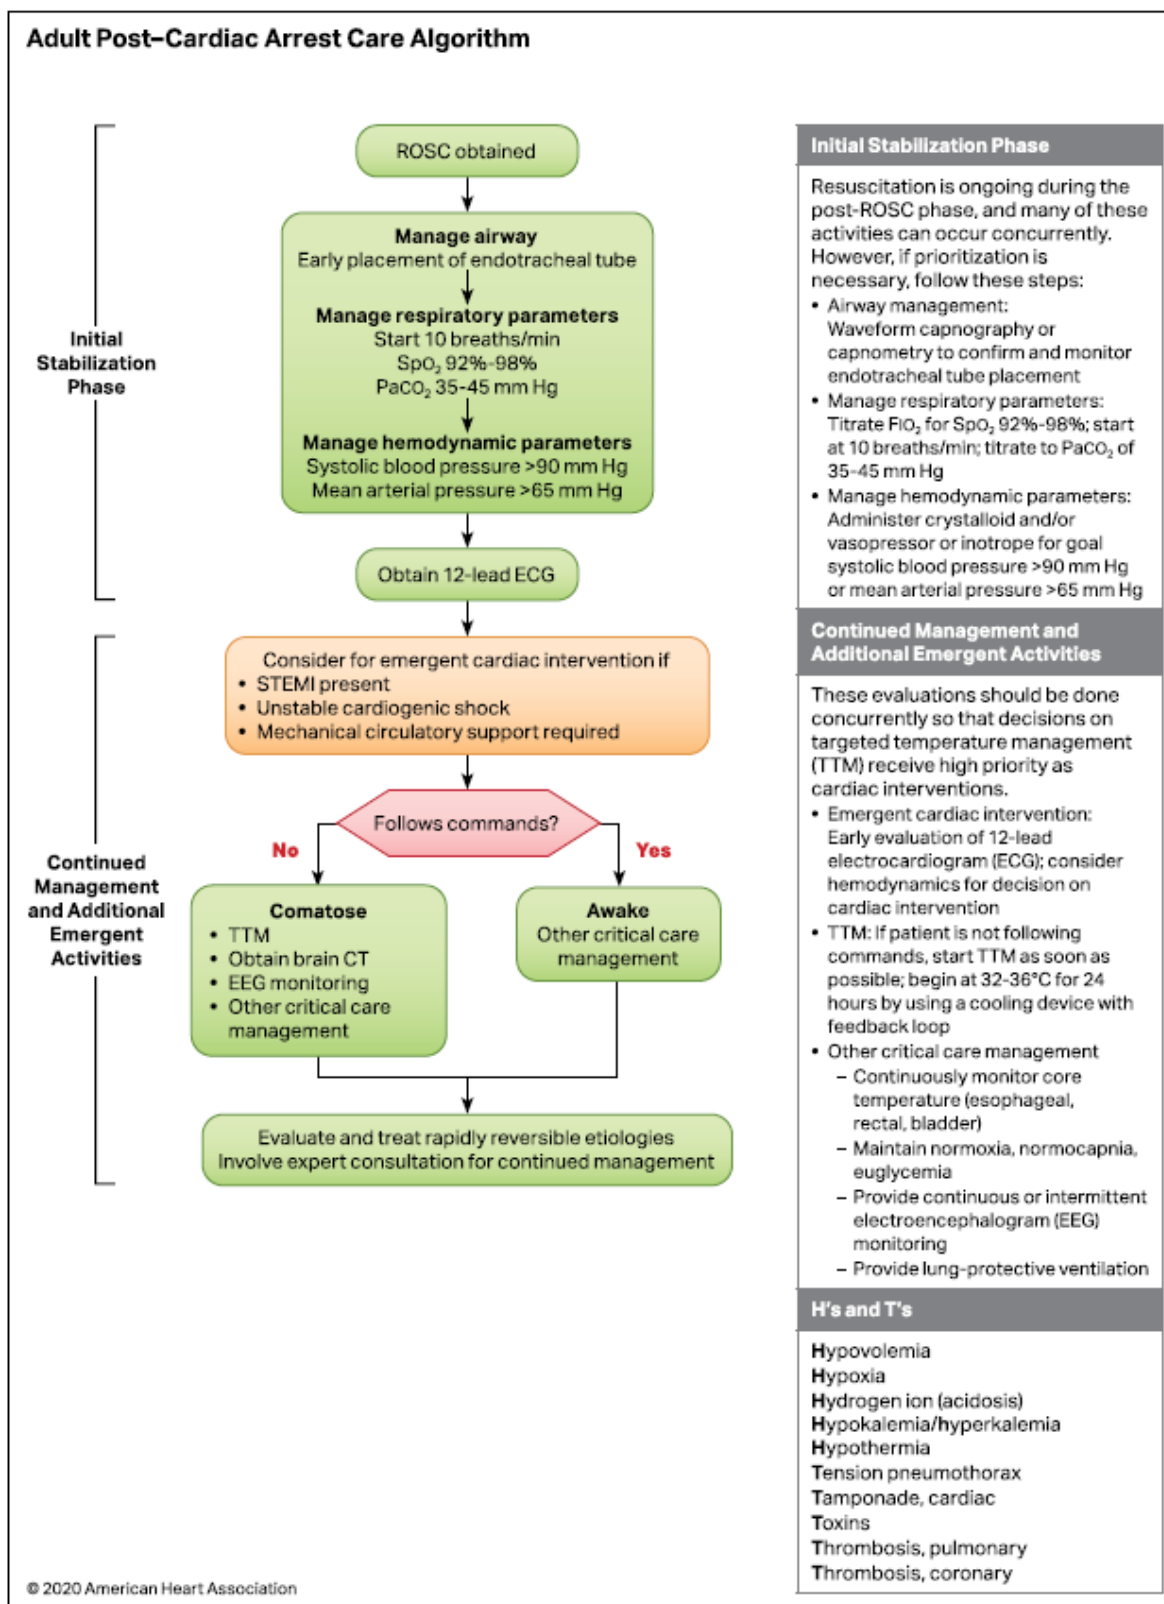 Adult Post–Cardiac Arrest Care Algorithm
Initial
Stabilization
Phase
ROSC obtained
Manage airway
Early placement of endotracheal tube
Manage respiratory parameters
Start 10 breaths/min
SpO₂ 92%-98%
PaCO₂ 35-45 mm Hg
Manage hemodynamic parameters
Systolic blood pressure >90 mm Hg
Mean arterial pressure >65 mm Hg
Obtain 12-lead ECG
Continued
Management
and Additional
Emergent
Activities
Consider for emergent cardiac intervention if
• STEMI present
• Unstable cardiogenic shock
• Mechanical circulatory support required
Follows commands?
No
Yes
Comatose
• TTM
• Obtain brain CT
• EEG monitoring
• Other critical care
management
Awake
Other critical care
management
Evaluate and treat rapidly reversible etiologies
Involve expert consultation for continued management
Initial Stabilization Phase
Resuscitation is ongoing during the
post-ROSC phase, and many of these
activities can occur concurrently.
However, if prioritization is
necessary, follow these steps:
• Airway management:
Waveform capnography or
capnometry to confirm and monitor
endotracheal tube placement
• Manage respiratory parameters:
Titrate FIO₂ for SpO₂ 92%-98%; start
at 10 breaths/min; titrate to PaCO₂ of
35-45 mm Hg
• Manage hemodynamic parameters:
Administer crystalloid and/or
vasopressor or inotrope for goal
systolic blood pressure >90 mm Hg
or mean arterial pressure >65 mm Hg
Continued Management and
Additional Emergent Activities
These evaluations should be done
concurrently so that decisions on
targeted temperature management
(TTM) receive high priority as
cardiac interventions.
• Emergent cardiac intervention:
Early evaluation of 12-lead
electrocardiogram (ECG); consider
hemodynamics for decision on
cardiac intervention
• TTM: If patient is not following
commands, start TTM as soon as
possible; begin at 32-36°C for 24
hours by using a cooling device with
feedback loop
• Other critical care management
– Continuously monitor core
temperature (esophageal,
rectal, bladder)
– Maintain normoxia, normocapnia,
euglycemia
– Provide continuous or intermittent
electroencephalogram (EEG)
monitoring
– Provide lung-protective ventilation
H's and T's
Hypovolemia
Hypoxia
Hydrogen ion (acidosis)
Hypokalemia/hyperkalemia
Hypothermia
Tension pneumothorax
Tamponade, cardiac
Toxins
Thrombosis, pulmonary
Thrombosis, coronary
© 2020 American Heart Association